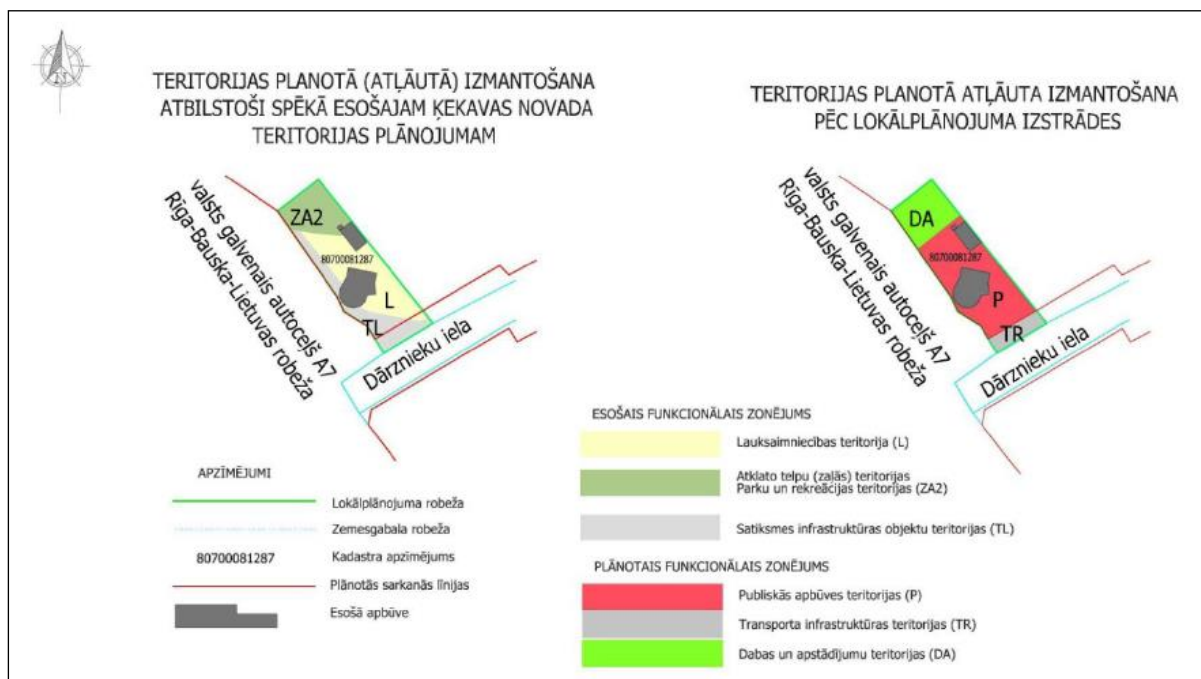 TERITORIJAS PLANOTĀ (ATĻĀUTĀ) IZMANTOŠANA
ATBILSTOŠI SPĒKĀ ESOŠAJAM ĶEKAVAS NOVADA
TERITORIJAS PLĀNOJUMAM
ZA2
80700081287
L
TL
valsts galvenais autoceļš A7
Rīga-Bauska-Lietuvas robeža
Dārznieku iela
TERITORIJAS PLANOTĀ ATĻĀUTA IZMANTOŠANA
PĒC LOKĀLPLĀNOJUMA IZSTRĀDES
DA
80700081287
P
TR
valsts galvenais autoceļš A7
Rīga-Bauska-Lietuvas robeža
Dārznieku iela
APZĪMĒJUMI
Lokālplānojuma robeža
Zemesgabala robeža
80700081287 Kadastra apzīmējums
Plānotās sarkanās līnijas
Esošā apbūve
ESOŠAIS FUNKCIONĀLAIS ZONĒJUMS
Lauksaimniecības teritorija (L)
Atklato telpu (zaļās) teritorijas
Parku un rekreācijas teritorijas (ZA2)
Satiksmes infrastruktūras objektu teritorijas (TL)
PLĀNOTAIS FUNKCIONĀLAIS ZONĒJUMS
Publiskās apbūves teritorijas (P)
Transporta infrastruktūras teritorijas (TR)
Dabas un apstādījumu teritorijas (DA)